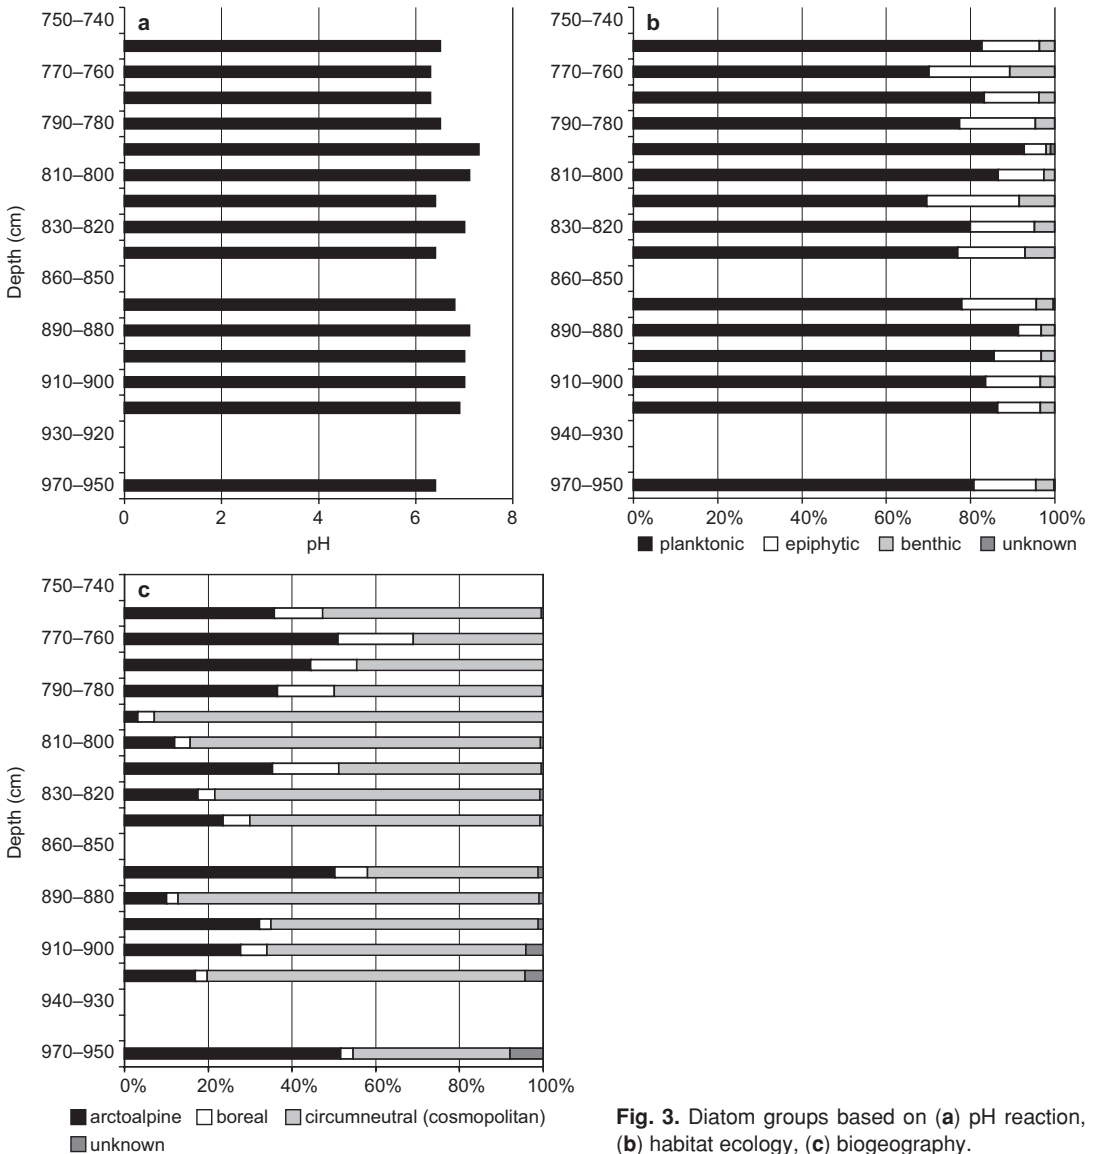 a
750–740
770–760
790–780
810–800
830–820
860–850
890–880
910–900
930–920
970–950
Depth (cm)
0 2 4 6 8
pH
b
750–740
770–760
790–780
810–800
830–820
860–850
890–880
910–900
940–930
970–950
0% 20% 40% 60% 80% 100%
planktonic epiphytic benthic unknown
c
750–740
770–760
790–780
810–800
830–820
860–850
890–880
910–900
940–930
970–950
Depth (cm)
0% 20% 40% 60% 80% 100%
arctoalpine boreal circumneutral (cosmopolitan)
unknown
Fig. 3. Diatom groups based on (a) pH reaction,
(b) habitat ecology, (c) biogeography.